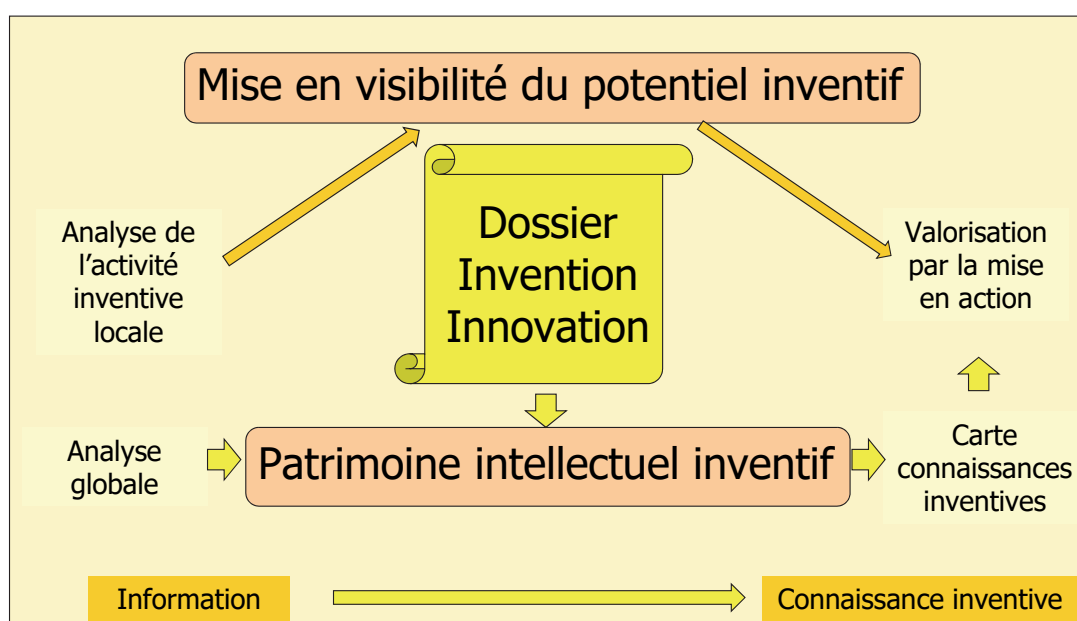 Mise en visibilité du potentiel inventif
Analyse de
l’activité
inventive
locale
Dossier
Invention
Innovation
Valorisation
par la mise
en action
Analyse
globale
Patrimoine intellectuel inventif
Carte
connaissances
inventives
Information
Connaissance inventive